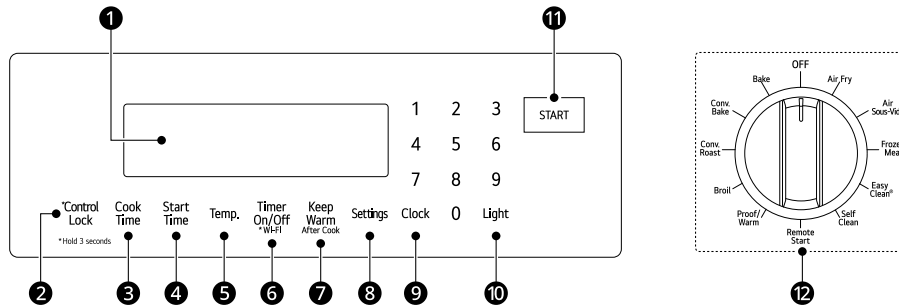 1
11
START
1 2 3
4 5 6
7 8 9
0
*Control
Lock
*Hold 3 seconds
Cook
Time
Start
Time
Temp.
Timer
On/Off
*WI-FI
Keep
Warm
After Cook
Settings
Clock
Light
2
3
4
5
6
7
8
9
10
OFF
Bake
Air Fry
Conv.
Bake
Air
Sous-Vid
Conv.
Roast
Froze
Mea
Broil
Easy
Clean®
Proof/
Warm
Self
Clean
Remote
Start
12